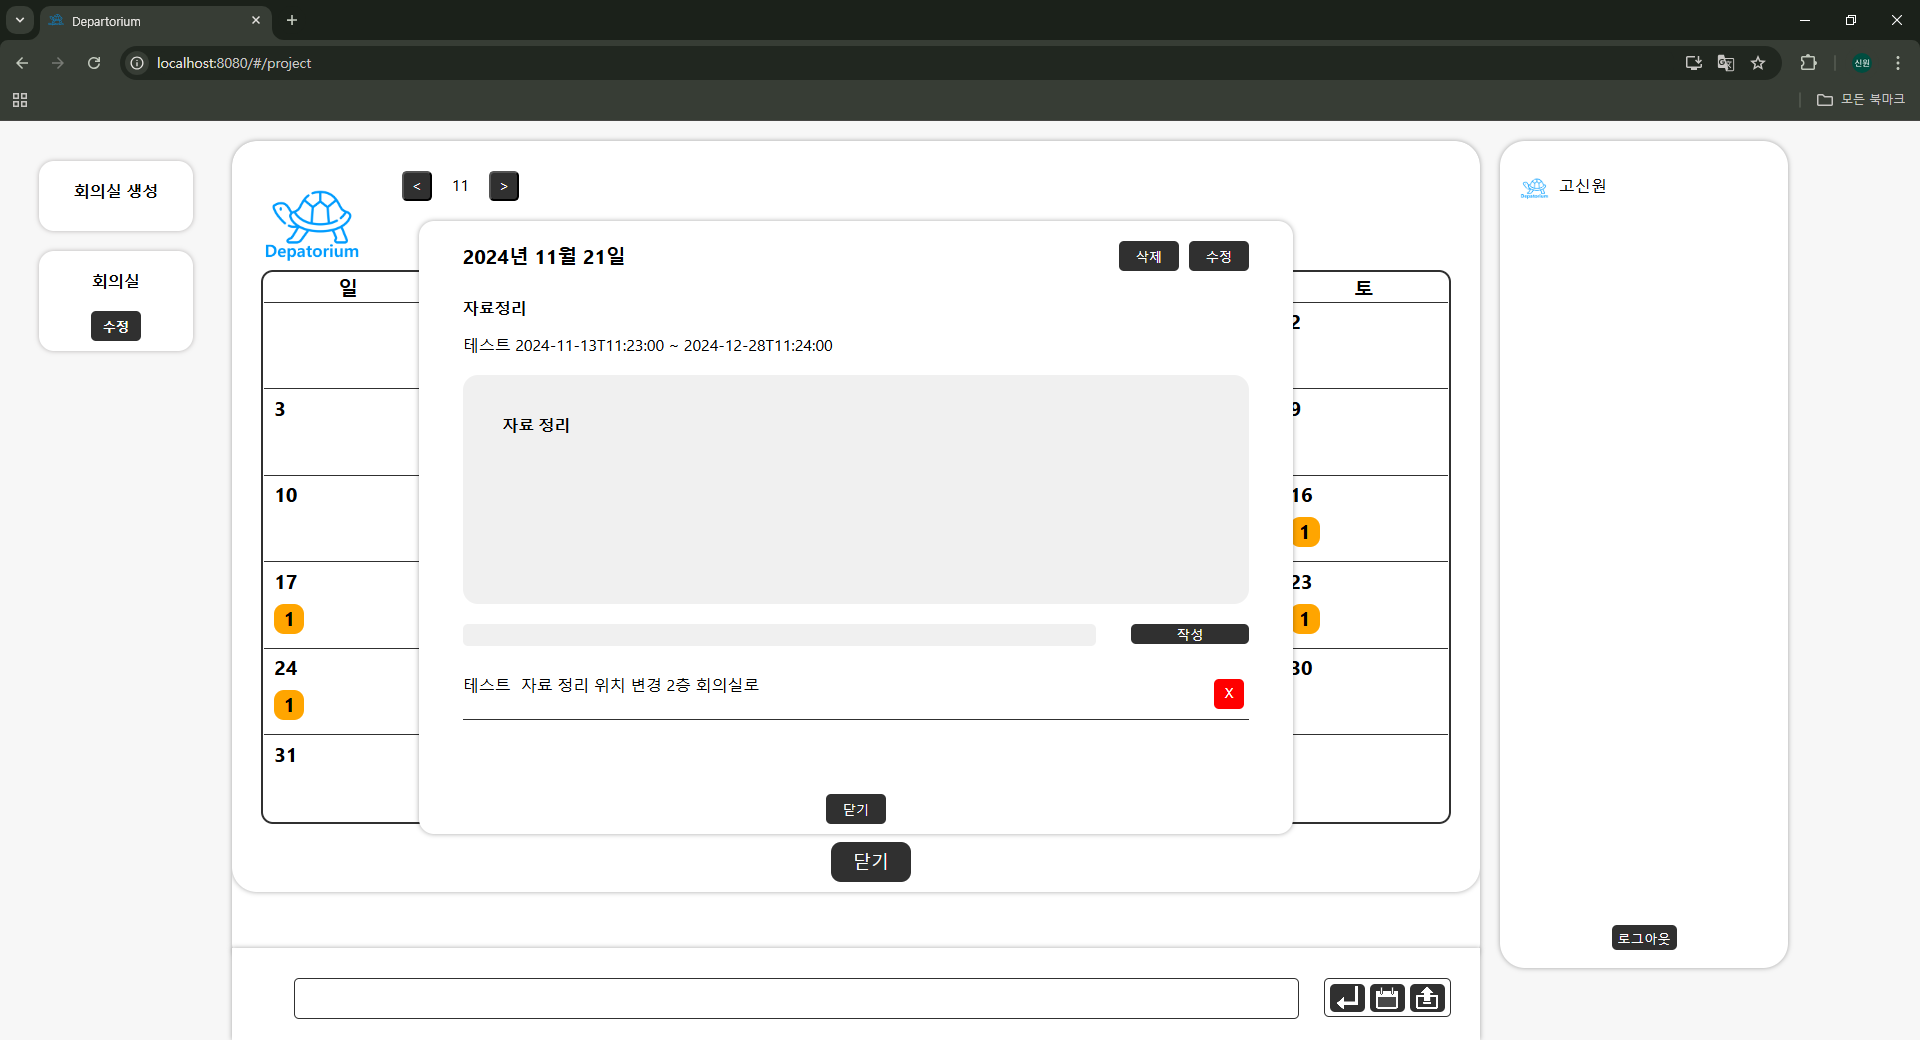 Departorium
localhost:8080/#/project
신원
모든 북마크
회의실 생성
회의실
수정
Depatorium
< 11 >
일
토
2
3
9
10
16
1
17
1
23
1
24
1
30
31
2024년 11월 21일
삭제
수정
자료정리
테스트 2024-11-13T11:23:00 ~ 2024-12-28T11:24:00
자료 정리
작성
테스트 자료 정리 위치 변경 2층 회의실로
X
닫기
닫기
고신원
Depatorium
로그아웃